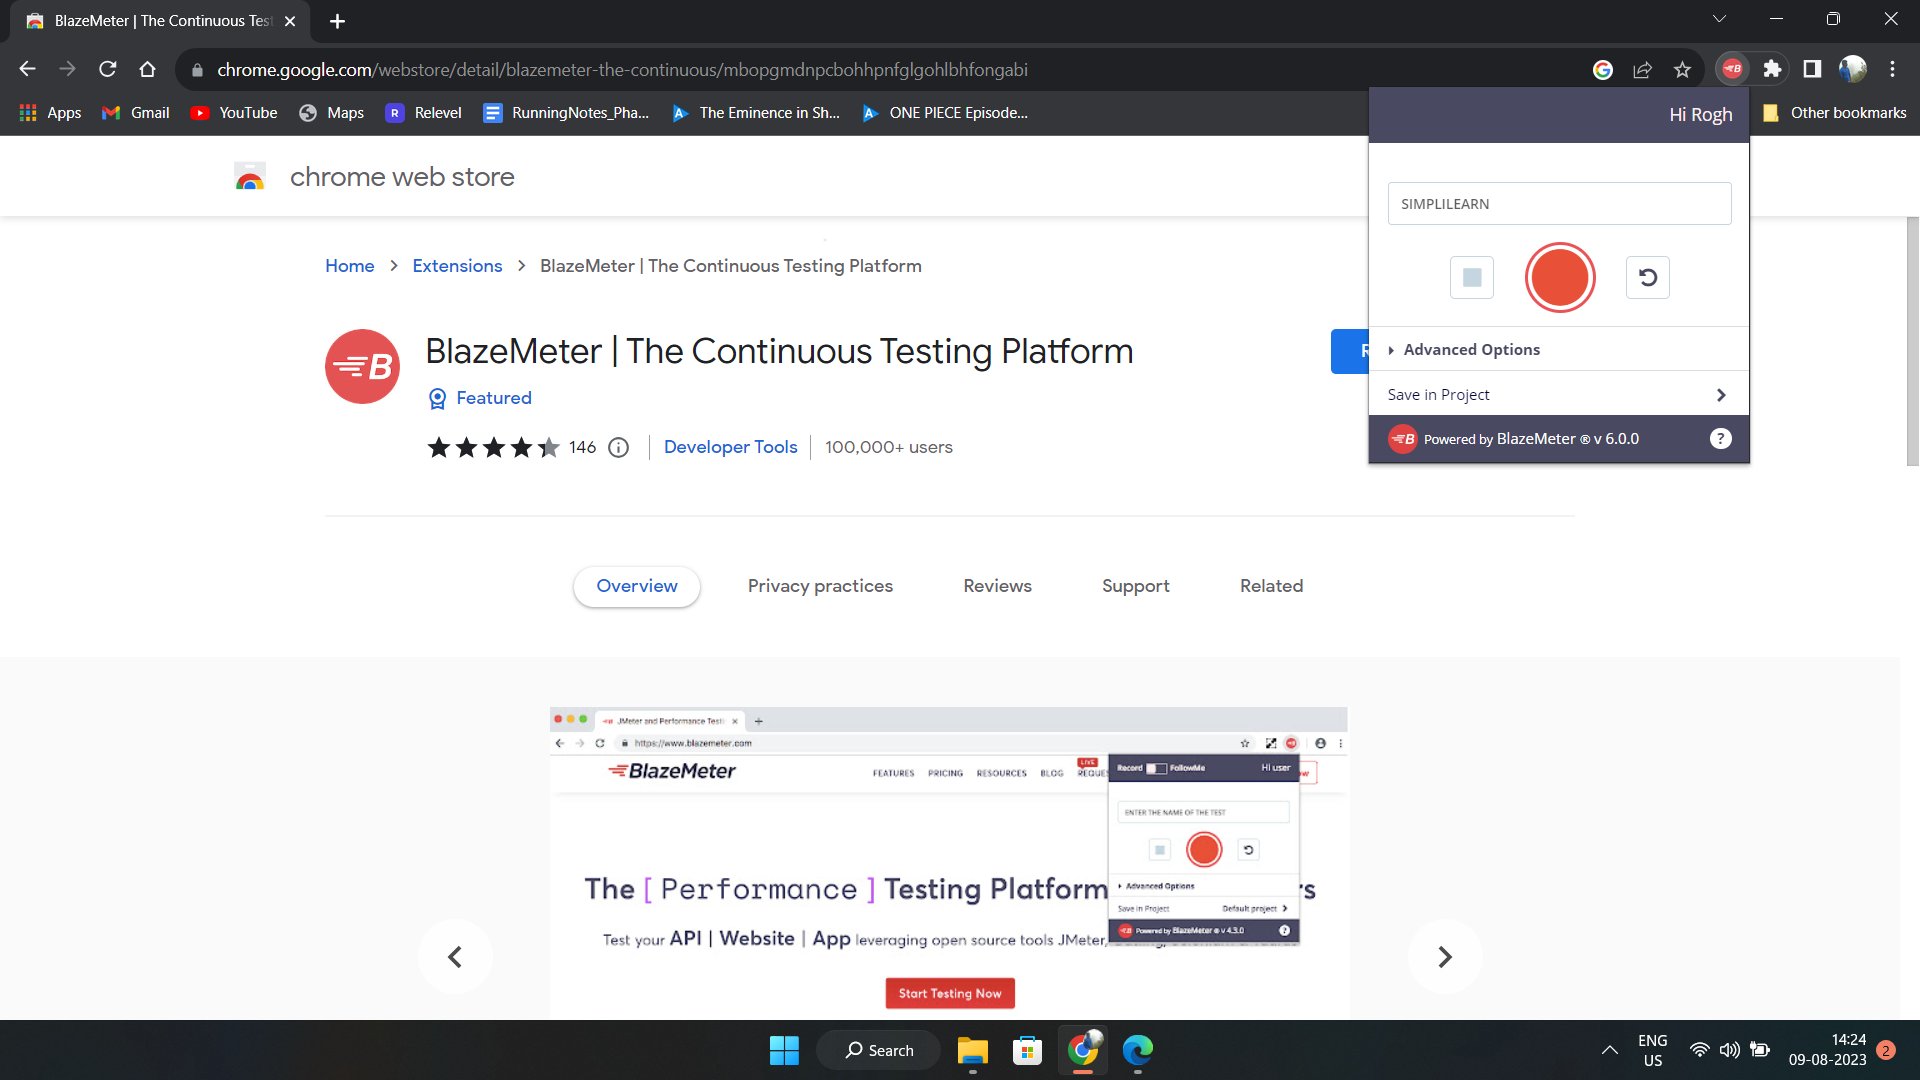 BlazeMeter | The Continuous Test
chrome.google.com/webstore/detail/blazemeter-the-continuous/mbopgmdnpcbohhpnfglgohlbhfongabi
Apps
Gmail
YouTube
Maps
R
Relevel
RunningNotes_Pha...
The Eminence in Sh...
ONE PIECE Episode...
Other bookmarks
Hi Rogh
chrome web store
SIMPLILEARN
Home > Extensions > BlazeMeter | The Continuous Testing Platform
B
BlazeMeter | The Continuous Testing Platform
R
Advanced Options
Featured
Save in Project
146
Developer Tools
100,000+ users
B
Powered by BlazeMeter ® v 6.0.0
?
Overview
Privacy practices
Reviews
Support
Related
JMeter and Performance Testi
https://www.blazemeter.com
BlazeMeter
FEATURES
PRICING
RESOURCES
BLOG
LIVE
REQUES
Record
FollowMe
Hi user
ENTER THE NAME OF THE TEST
Advanced Options
Save in Project
Default project >
Powered by BlazeMeter ® v 4.3.0
?
The [ Performance ] Testing Platform
rs
Test your API | Website | App leveraging open source tools JMeter,
Start Testing Now
Search
ENG
US
14:24
09-08-2023
2